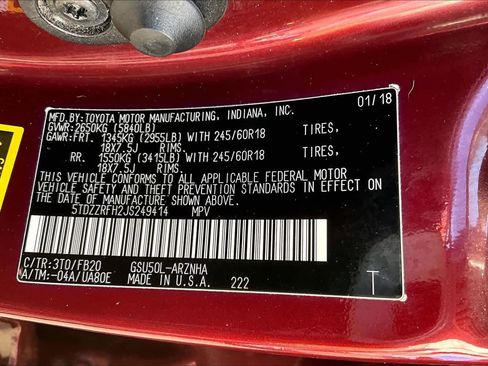 MFD.BY:TOYOTA MOTOR MANUFACTURING, INDIANA, INC. 01/18
GVWR:2650KG (5840LB)
GAWR:FRT. 1345KG (2955LB) WITH 245/60R18 TIRES,
18X7.5J RIMS.
RR. 1550KG (3415LB) WITH 245/60R18 TIRES,
18X7.5J RIMS.
THIS VEHICLE CONFORMS TO ALL APPLICABLE FEDERAL MOTOR
VEHICLE SAFETY AND THEFT PREVENTION STANDARDS IN EFFECT ON
THE DATE OF MANUFACTURE SHOWN ABOVE.
5TDZZRFH2JS249414 MPV
C/TR:3T0/FB20 GSU50L-ARZNHA
A/TM:-04A/UA80E MADE IN U.S.A. 222 T